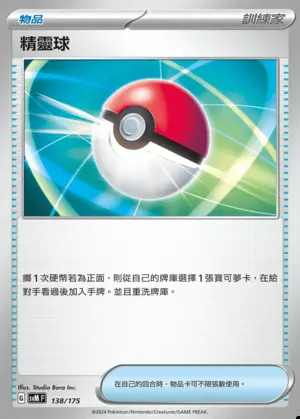 物品
訓練家
精靈球
擲1次硬幣若為正面，則從自己的牌庫選擇1張寶可夢卡，在給
對手看過後加入手牌。並且重洗牌庫。
Illus. Studio Bora Inc.
G SVM F 138/175
在自己的回合時，物品卡可不限張數使用。
©2024 Pokémon/Nintendo/Creatures/GAME FREAK.